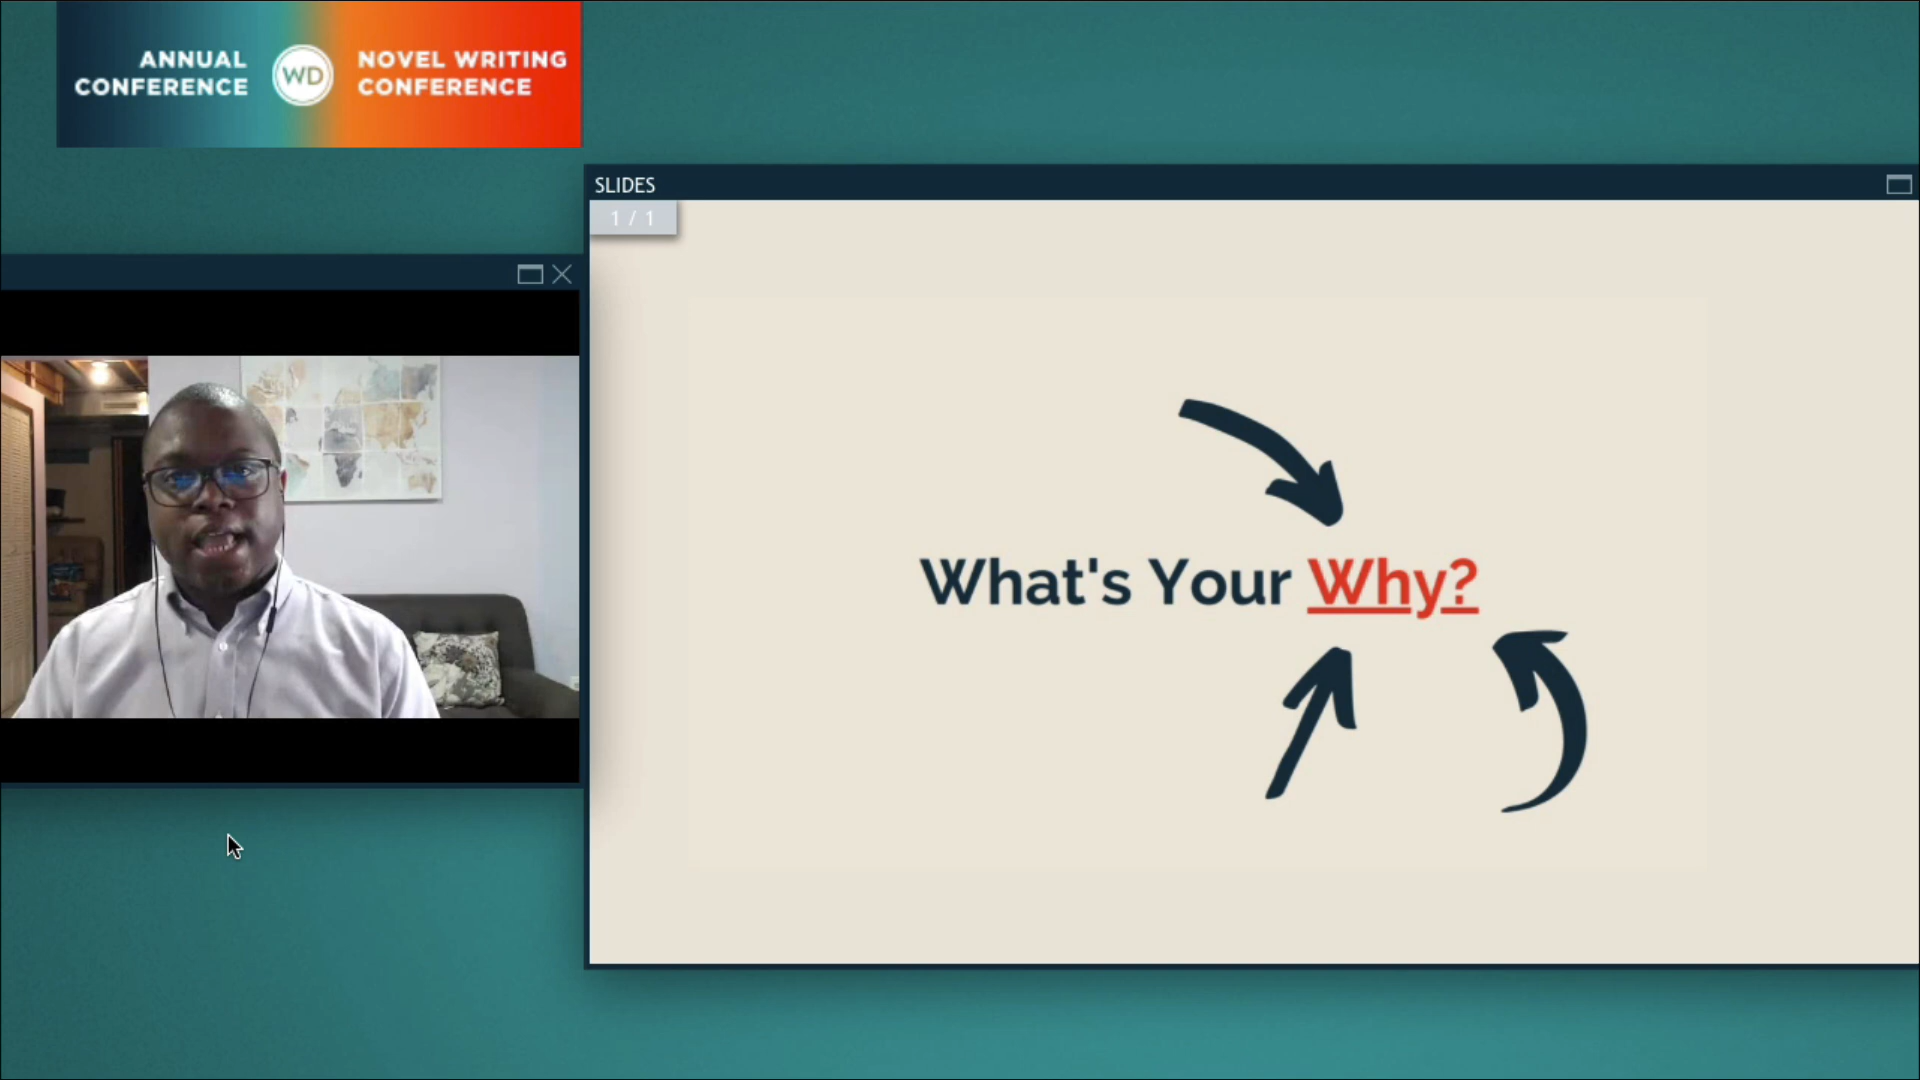 ANNUAL
CONFERENCE
WD
NOVEL WRITING
CONFERENCE
SLIDES
1 / 1
What's Your Why?